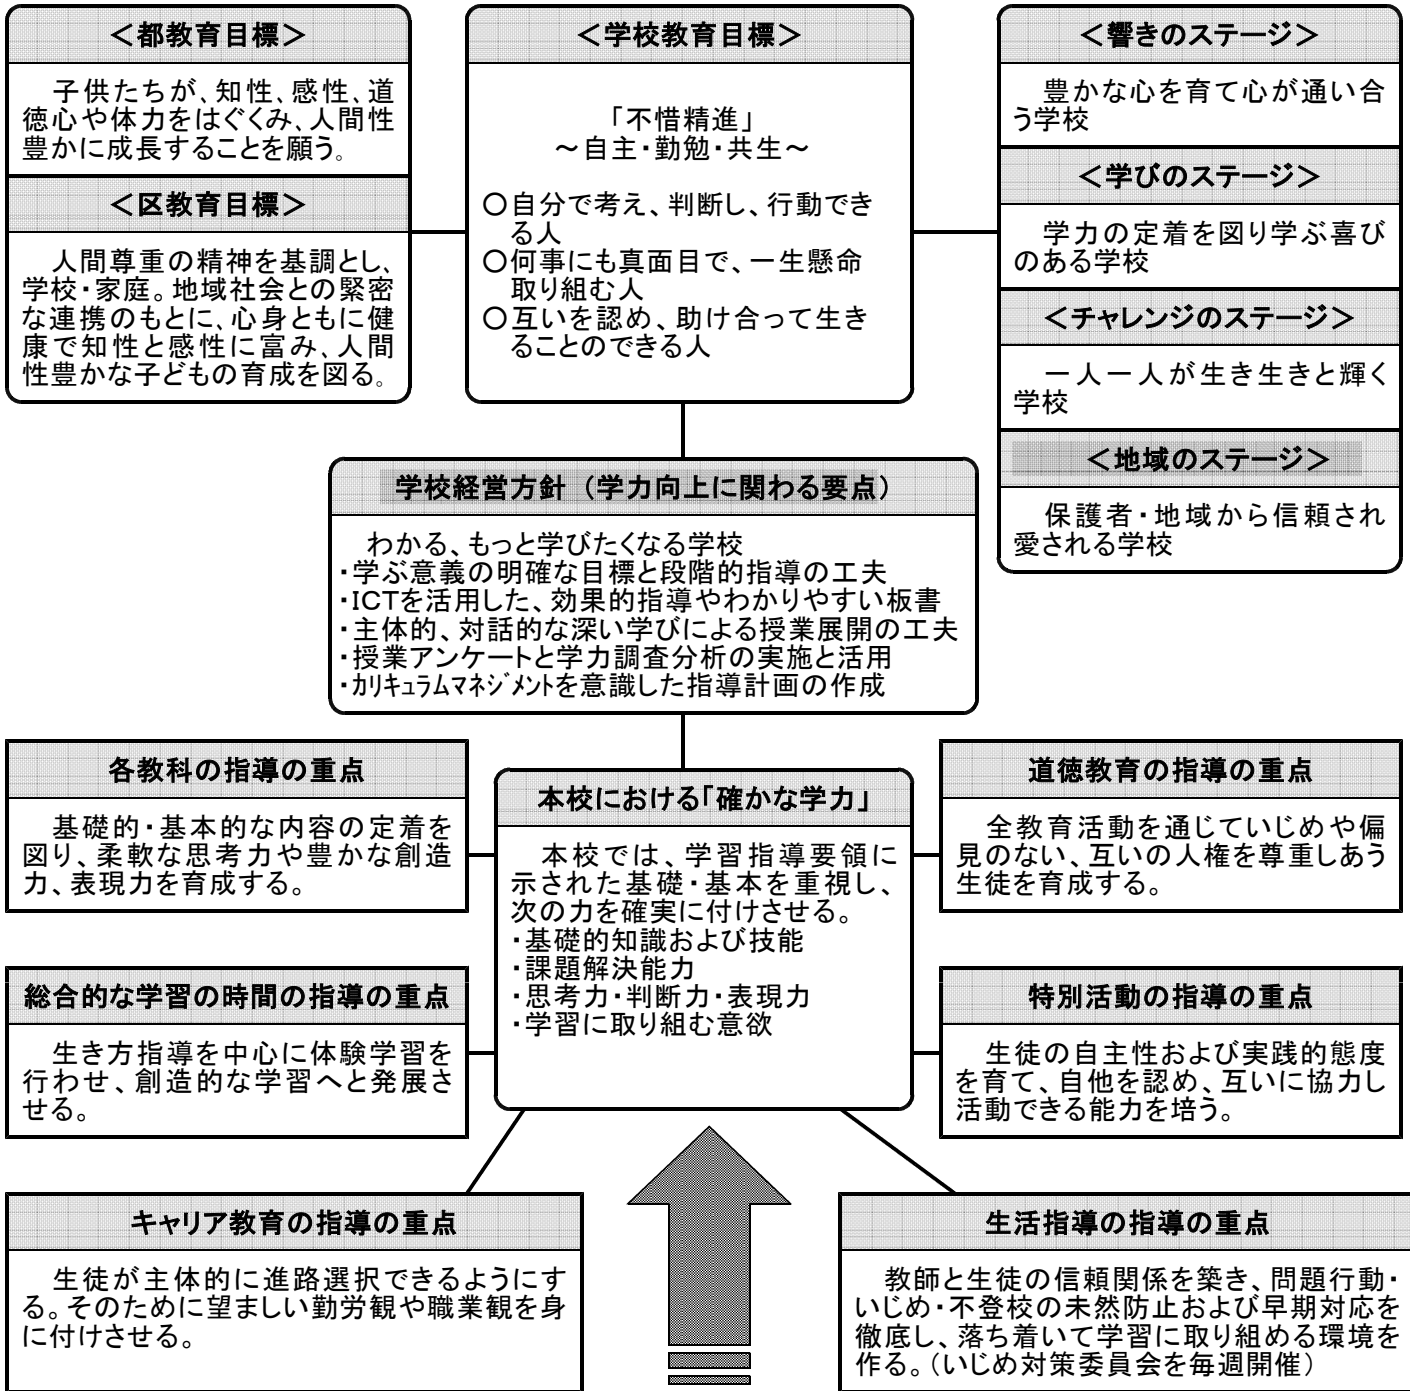 ＜都教育目標＞
子供たちが、知性、感性、道
徳心や体力をはぐくみ、人間性
豊かに成長することを願う。
＜区教育目標＞
人間尊重の精神を基調とし、
学校・家庭。地域社会との緊密
な連携のもとに、心身ともに健
康で知性と感性に富み、人間
性豊かな子どもの育成を図る。
＜学校教育目標＞
「不惜精進」
～自主・勤勉・共生～
○自分で考え、判断し、行動でき
る人
○何事にも真面目で、一生懸命
取り組む人
○互いを認め、助け合って生き
ることのできる人
＜響きのステージ＞
豊かな心を育て心が通い合
う学校
＜学びのステージ＞
学力の定着を図り学ぶ喜び
のある学校
＜チャレンジのステージ＞
一人一人が生き生きと輝く
学校
＜地域のステージ＞
保護者・地域から信頼され
愛される学校
学校経営方針（学力向上に関わる要点）
わかる、もっと学びたくなる学校
・学ぶ意義の明確な目標と段階的指導の工夫
・ICTを活用した、効果的指導やわかりやすい板書
・主体的、対話的な深い学びによる授業展開の工夫
・授業アンケートと学力調査分析の実施と活用
・カリキュラムマネジメントを意識した指導計画の作成
各教科の指導の重点
基礎的・基本的な内容の定着を
図り、柔軟な思考力や豊かな創造
力、表現力を育成する。
本校における「確かな学力」
本校では、学習指導要領に
示された基礎・基本を重視し、
次の力を確実に付けさせる。
・基礎的知識および技能
・課題解決能力
・思考力・判断力・表現力
・学習に取り組む意欲
道徳教育の指導の重点
全教育活動を通じていじめや偏
見のない、互いの人権を尊重しあう
生徒を育成する。
総合的な学習の時間の指導の重点
生き方指導を中心に体験学習を
行わせ、創造的な学習へと発展さ
せる。
特別活動の指導の重点
生徒の自主性および実践的態度
を育て、自他を認め、互いに協力し
活動できる能力を培う。
キャリア教育の指導の重点
生徒が主体的に進路選択できるようにす
る。そのために望ましい勤労観や職業観を身
に付けさせる。
生活指導の指導の重点
教師と生徒の信頼関係を築き、問題行動・
いじめ・不登校の未然防止および早期対応を
徹底し、落ち着いて学習に取り組める環境を
作る。（いじめ対策委員会を毎週開催）